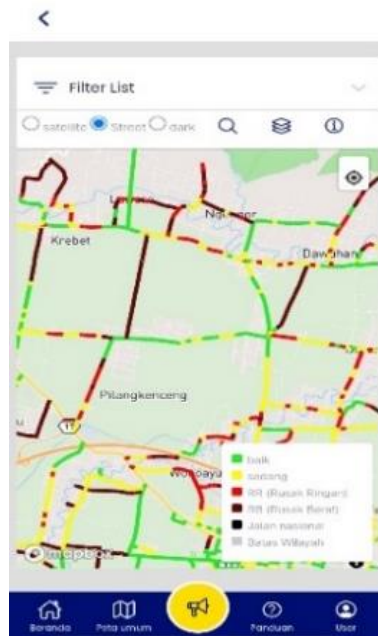 Filter List
satellite Street dark
Krebet
Pilangkenceng
baik
sedang
RR (Rusak Ringan)
RB (Rusak Berat)
Jalan nasional
Batas Wilayah
mapbox
Beranda Peta umum Panduan User